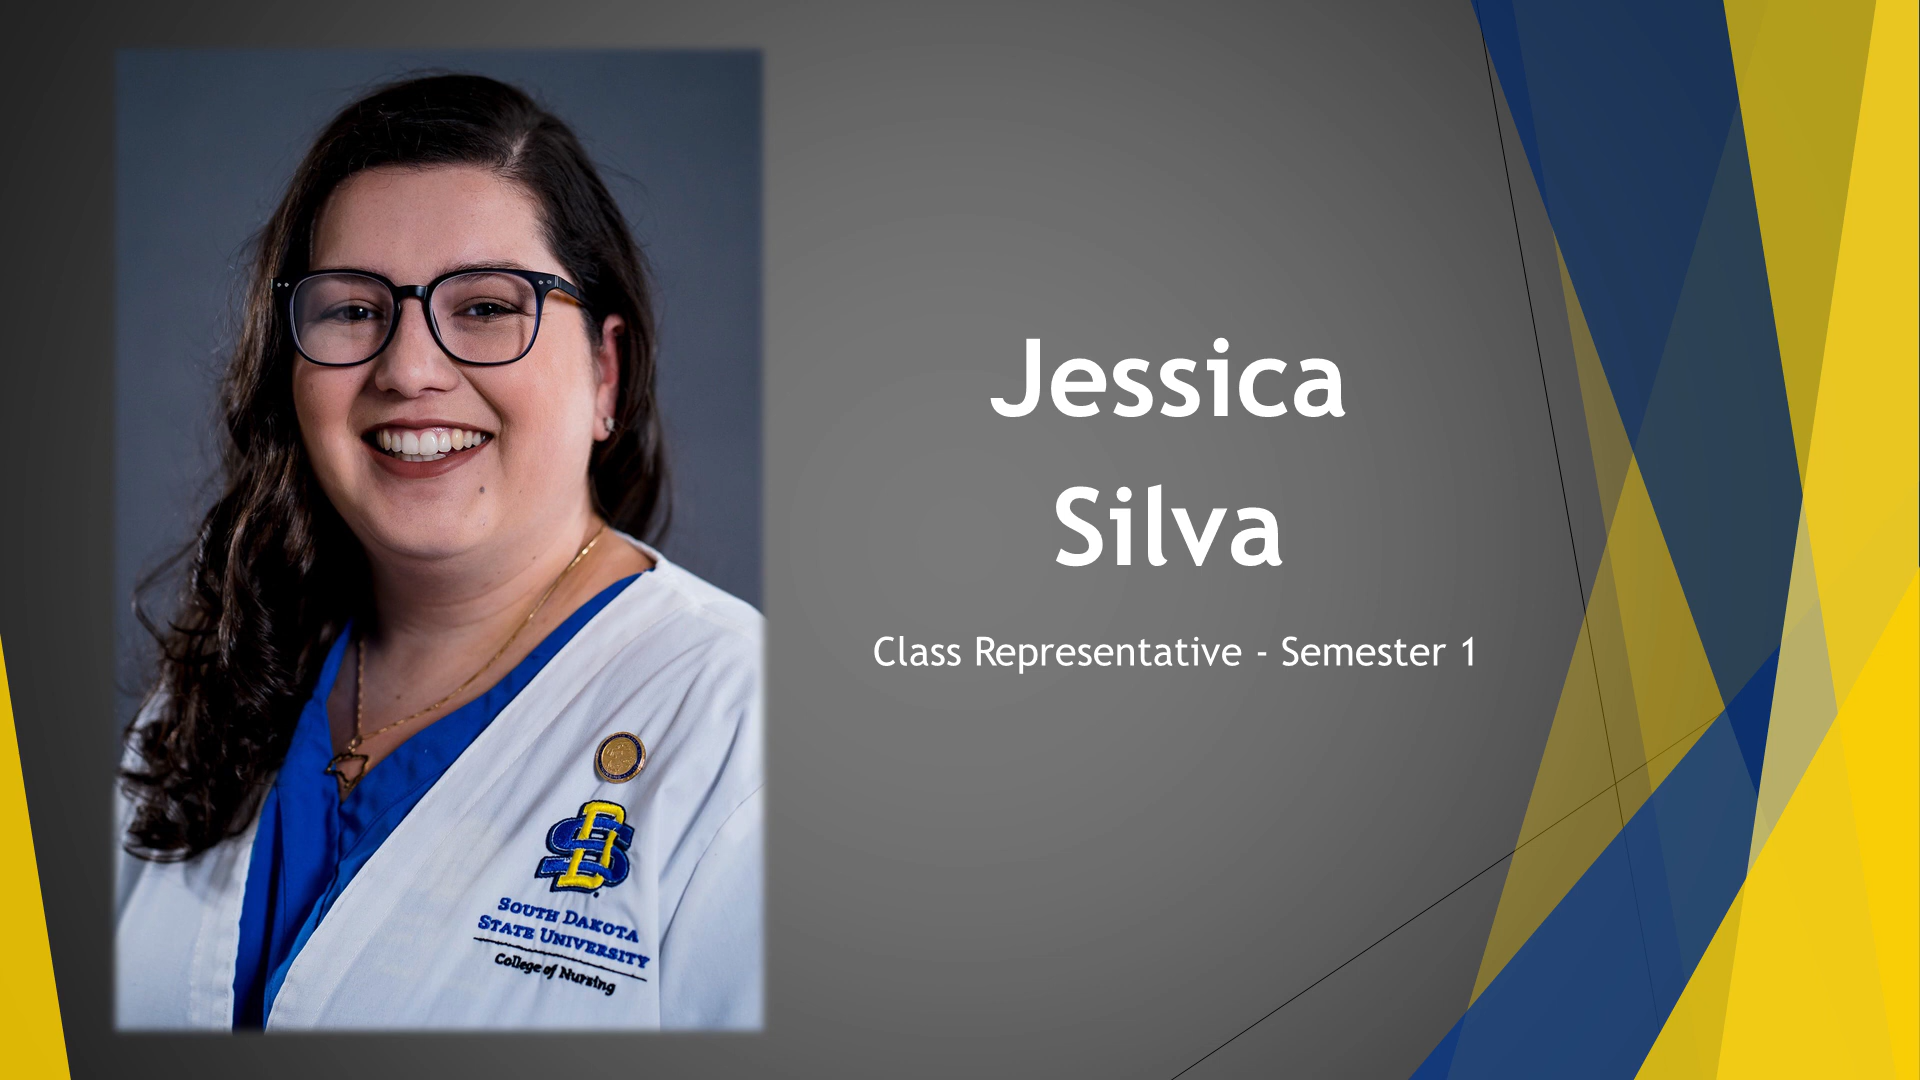 Jessica
Silva
Class Representative - Semester 1
SOUTH DAKOTA
STATE UNIVERSITY
College of Nursing